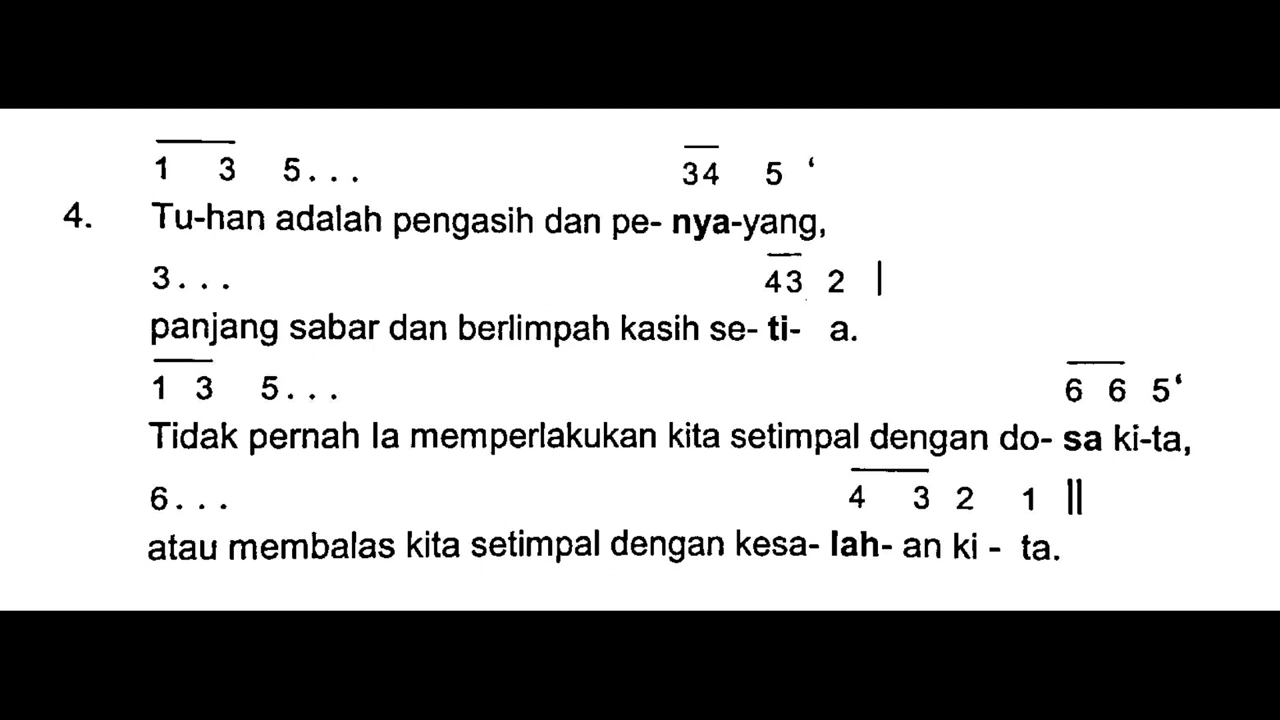 1 3 5... 34 5 ‘
4. Tu-han adalah pengasih dan pe- nya-yang,
3... 43 2 |
panjang sabar dan berlimpah kasih se- ti- a.
1 3 5... 6 6 5‘
Tidak pernah Ia memperlakukan kita setimpal dengan do- sa ki-ta,
6... 4 3 2 1 ||
atau membalas kita setimpal dengan kesa- lah- an ki - ta.